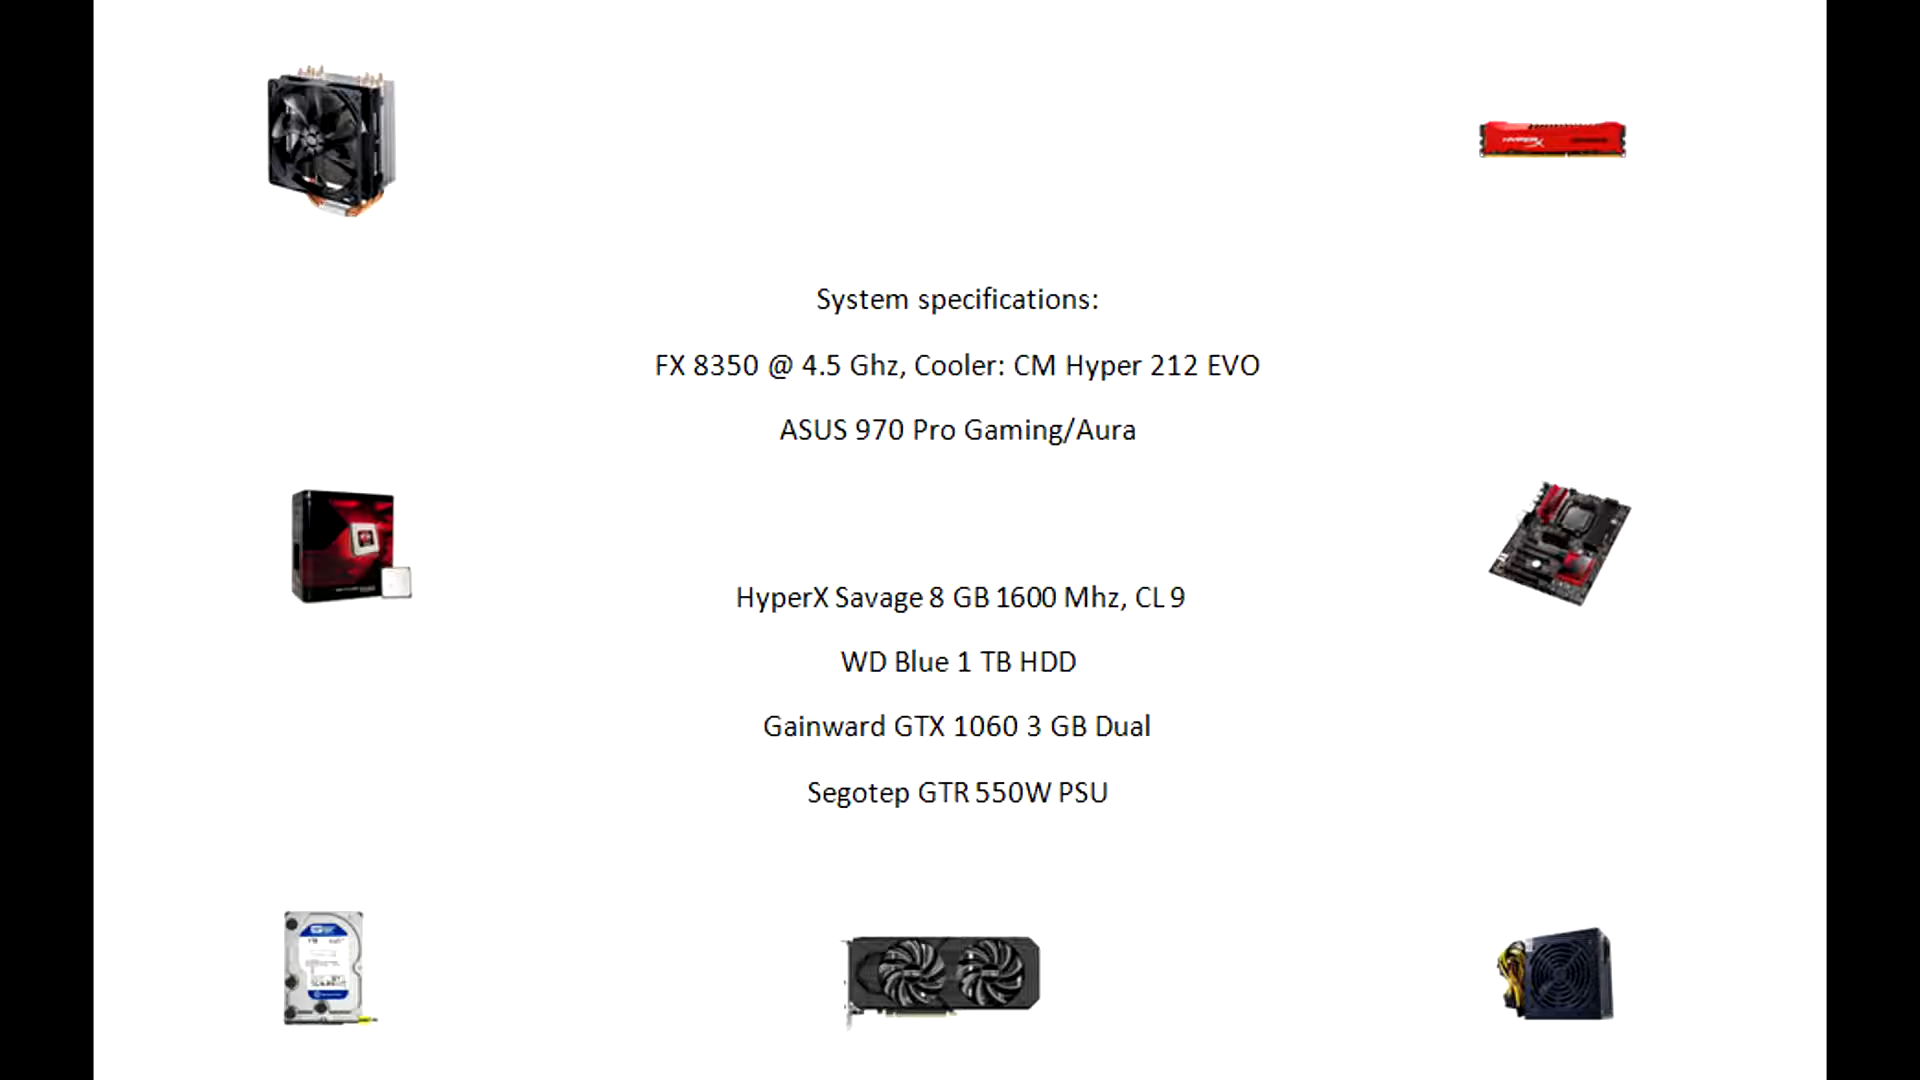 HYPERX
System specifications:
FX 8350 @ 4.5 Ghz, Cooler: CM Hyper 212 EVO
ASUS 970 Pro Gaming/Aura
HyperX Savage 8 GB 1600 Mhz, CL 9
WD Blue 1 TB HDD
Gainward GTX 1060 3 GB Dual
Segotep GTR 550W PSU